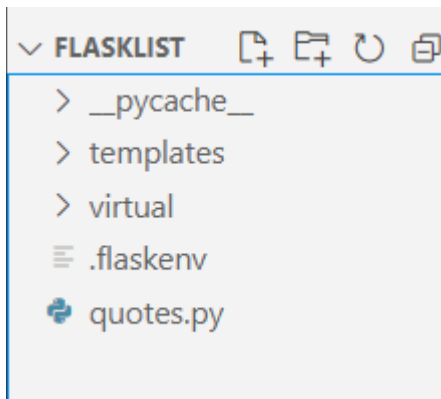 FLASKLIST
__pycache__
templates
virtual
.flaskenv
quotes.py